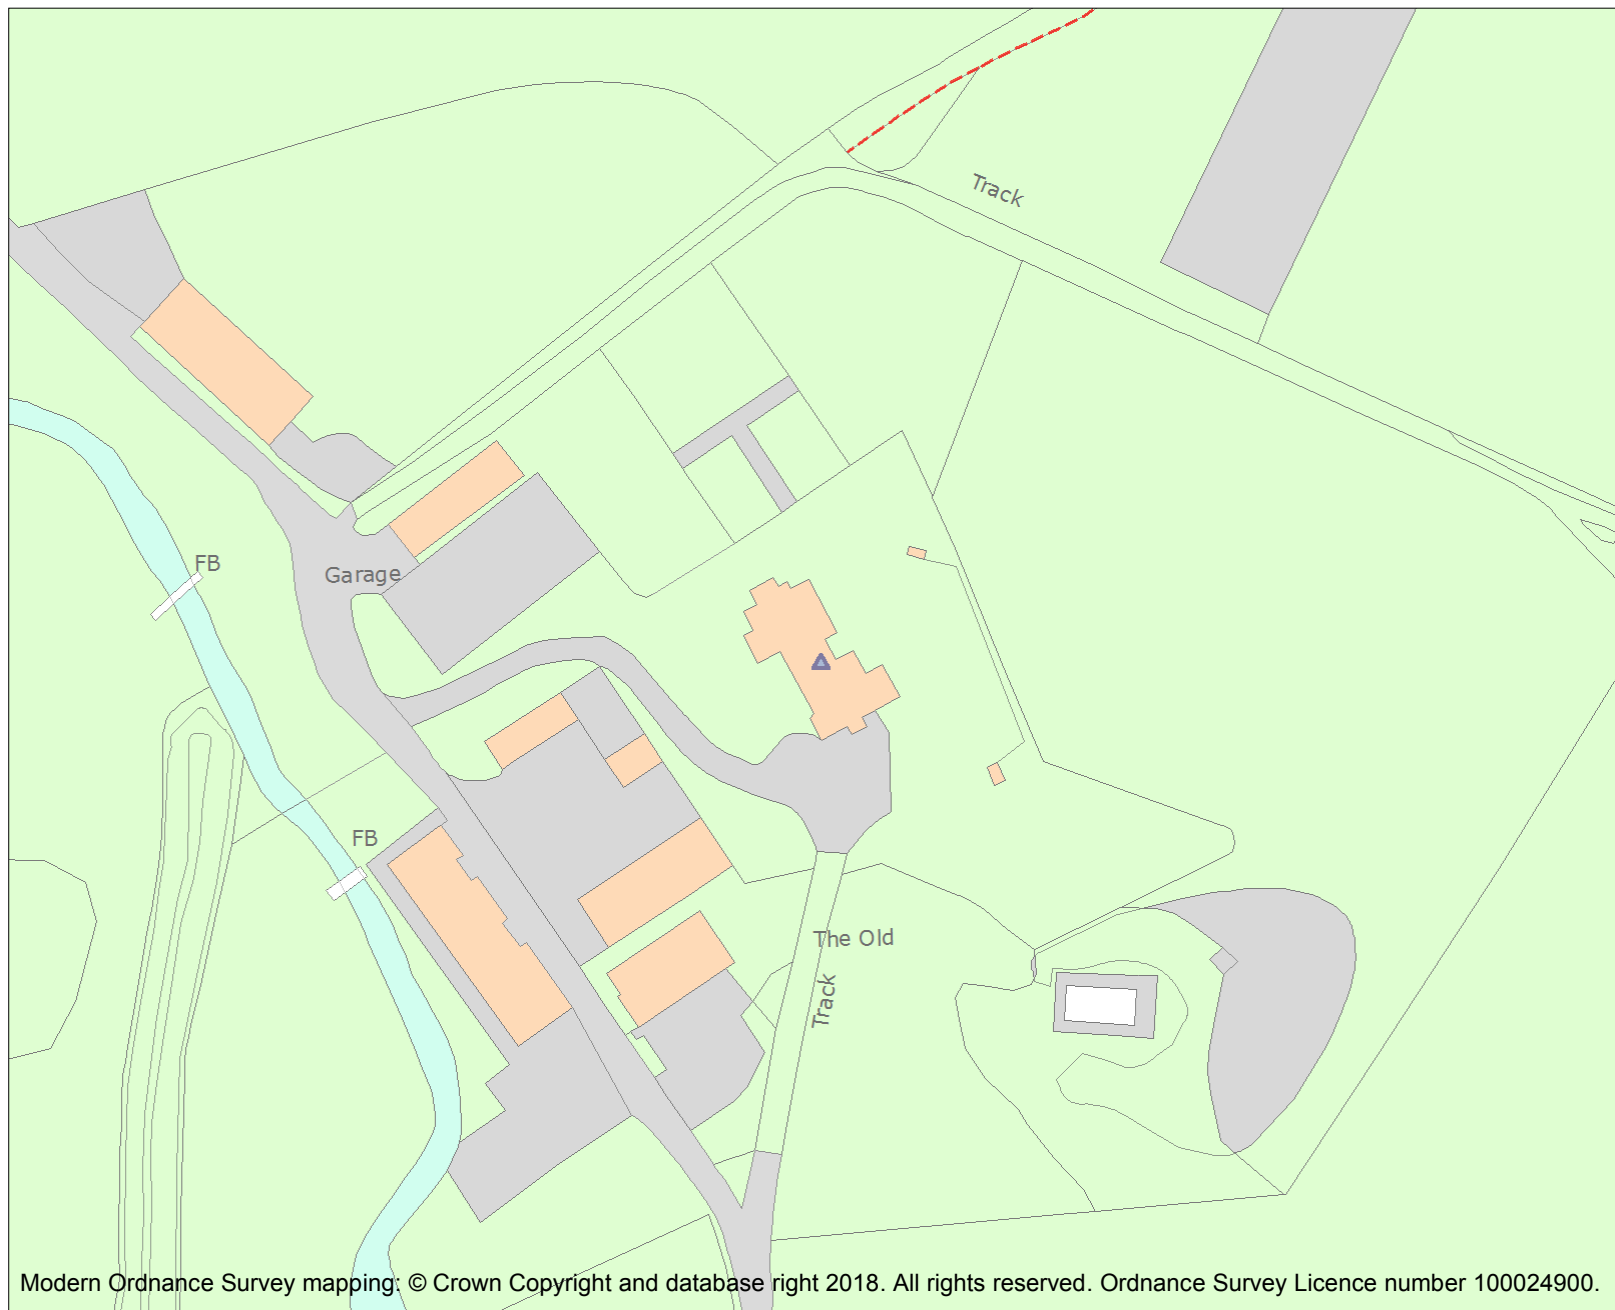 Track
FB
Garage
FB
The Old
Track
Modern Ordnance Survey mapping: © Crown Copyright and database right 2018. All rights reserved. Ordnance Survey Licence number 100024900.